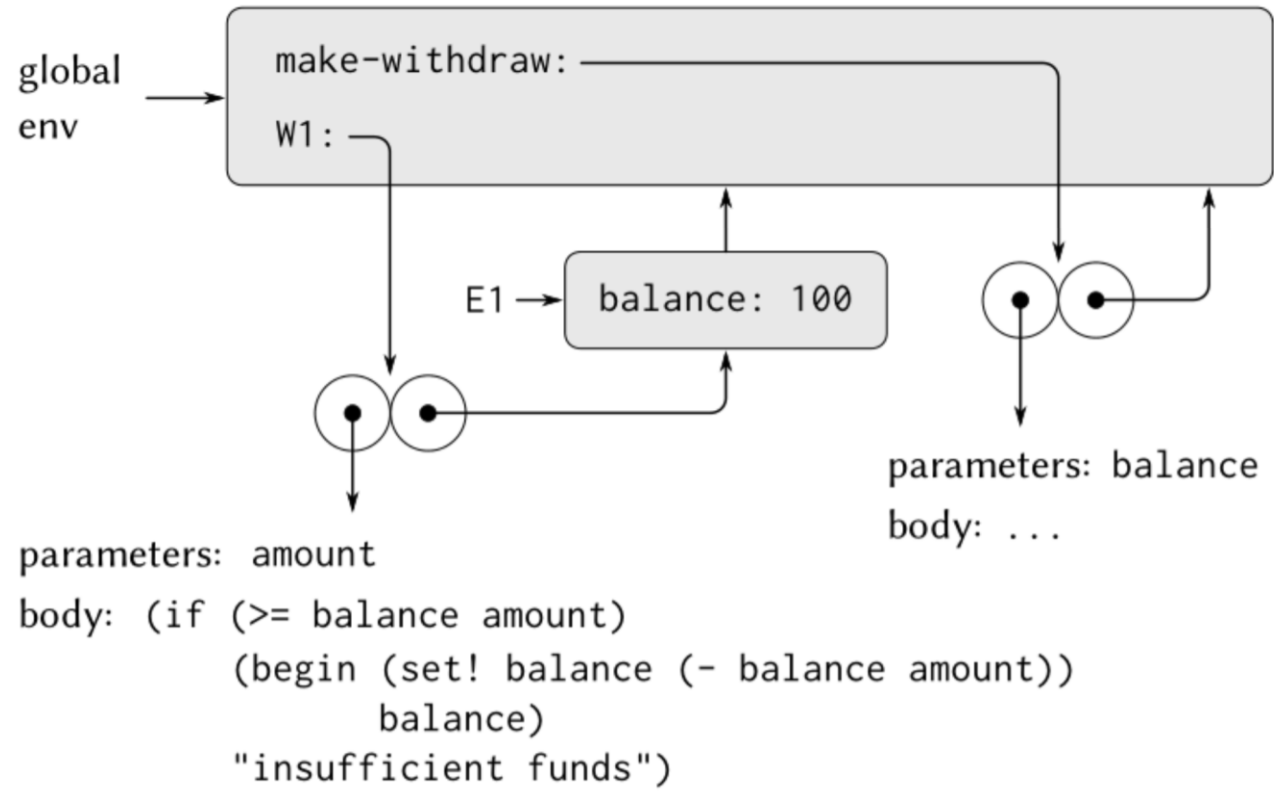 global
env
make-withdraw:
W1:
E1
balance: 100
parameters: balance
body: ...
parameters: amount
body: (if (>= balance amount)
(begin (set! balance (- balance amount))
balance)
"insufficient funds")